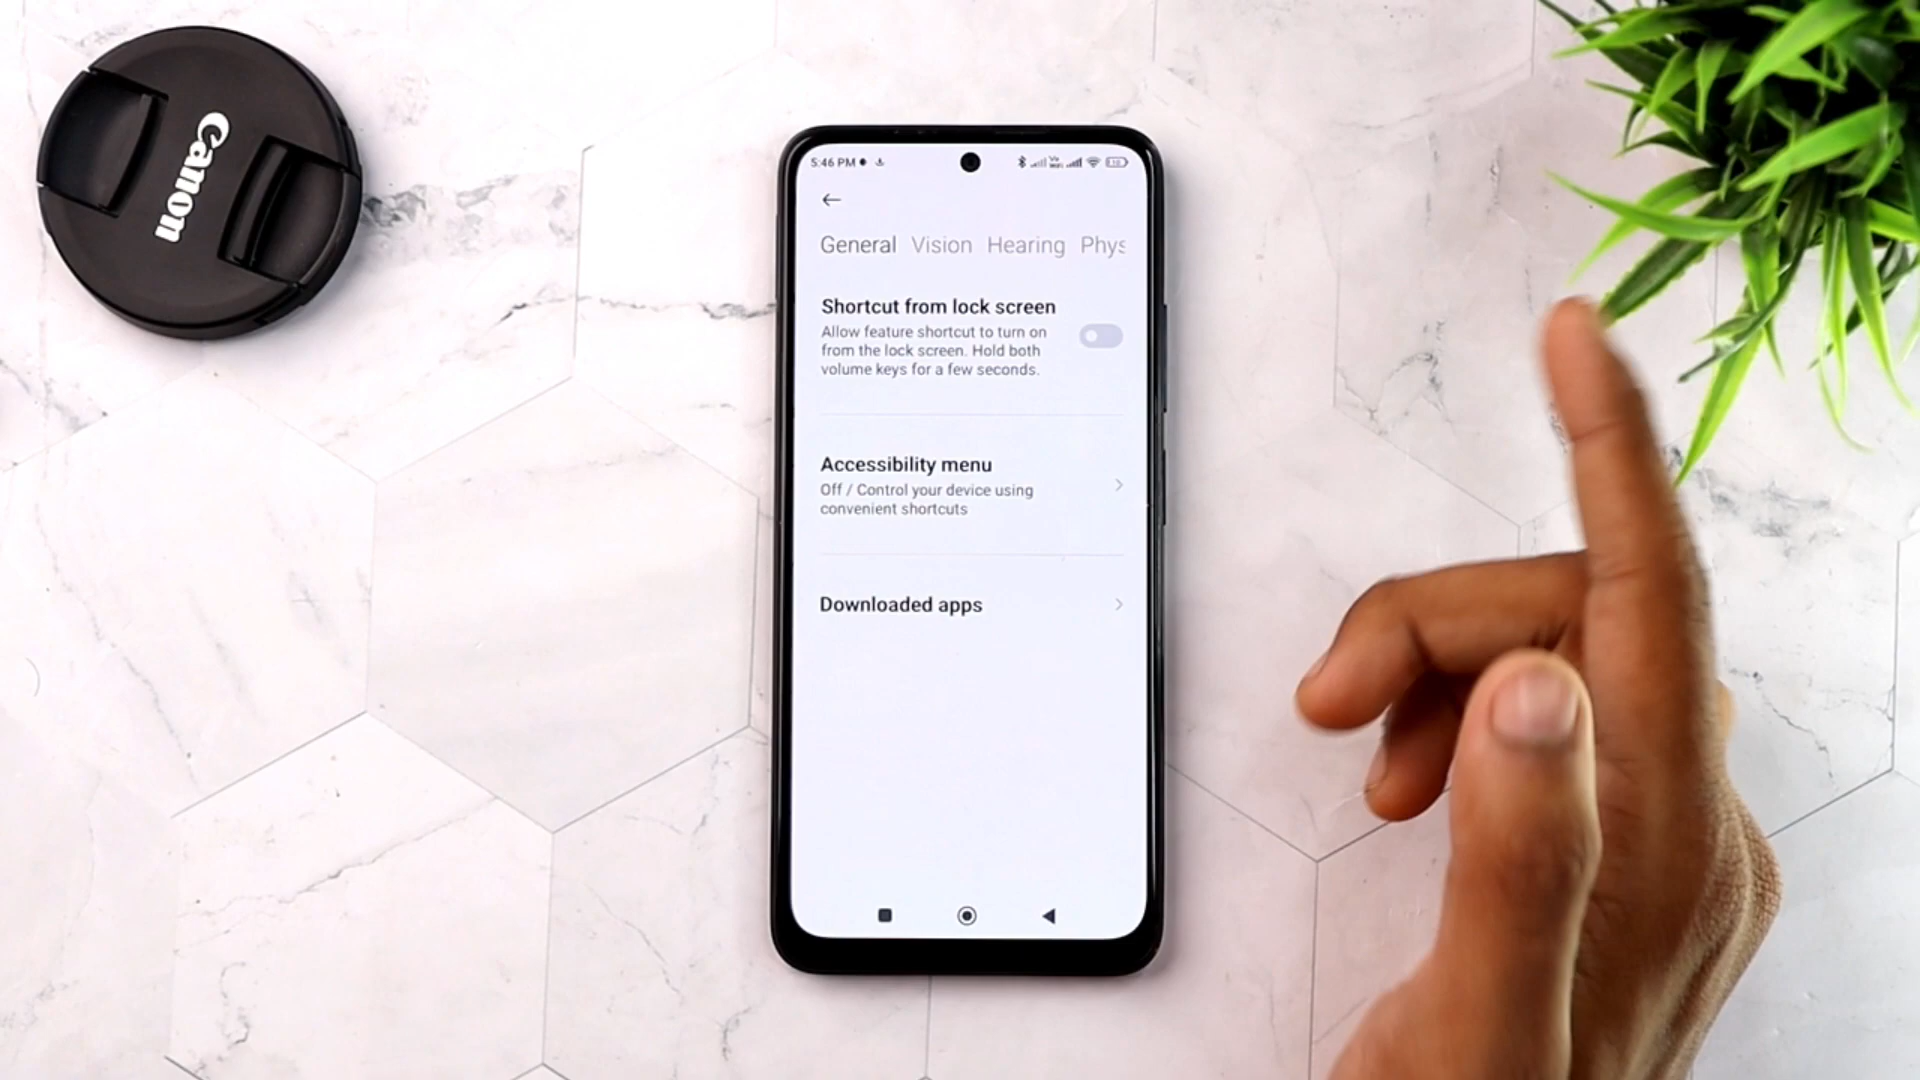 Canon
5:46 PM
General Vision Hearing Phys
Shortcut from lock screen
Allow feature shortcut to turn on
from the lock screen. Hold both
volume keys for a few seconds.
Accessibility menu
Off / Control your device using
convenient shortcuts
Downloaded apps